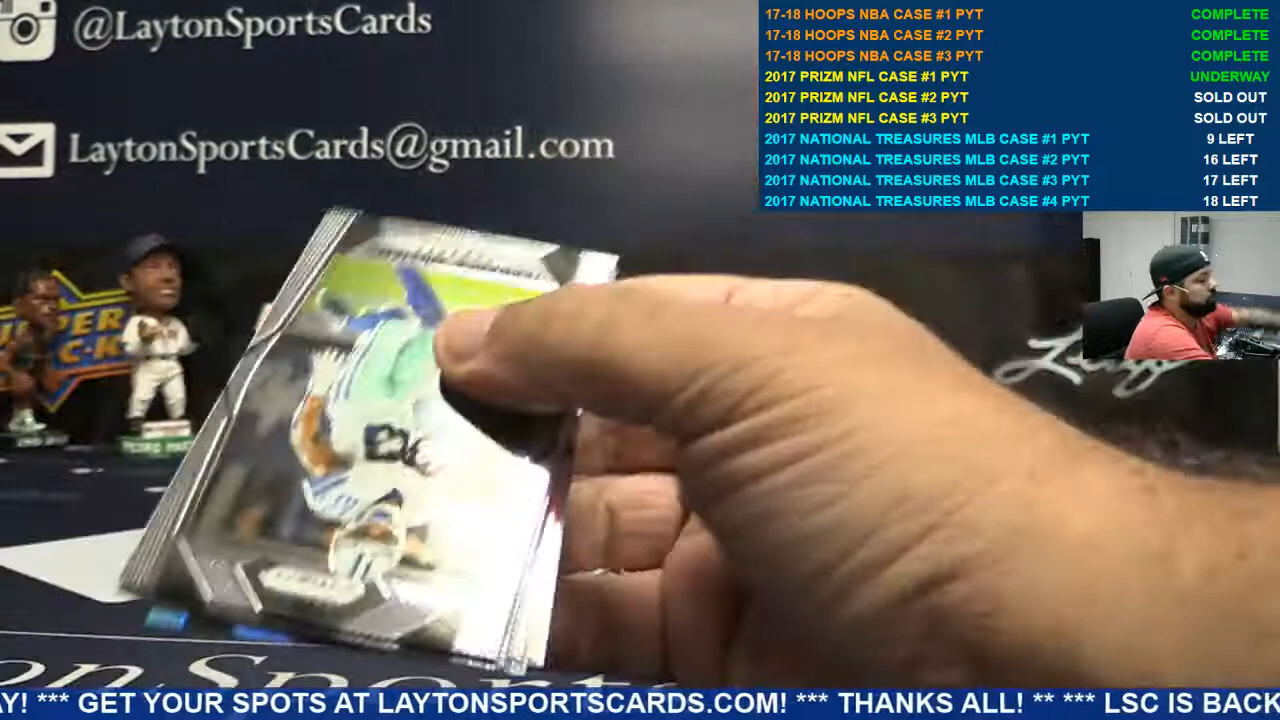 @LaytonSportsCards
LaytonSportsCards@gmail.com
17-18 HOOPS NBA CASE #1 PYT COMPLETE
17-18 HOOPS NBA CASE #2 PYT COMPLETE
17-18 HOOPS NBA CASE #3 PYT COMPLETE
2017 PRIZM NFL CASE #1 PYT UNDERWAY
2017 PRIZM NFL CASE #2 PYT SOLD OUT
2017 PRIZM NFL CASE #3 PYT SOLD OUT
2017 NATIONAL TREASURES MLB CASE #1 PYT 9 LEFT
2017 NATIONAL TREASURES MLB CASE #2 PYT 16 LEFT
2017 NATIONAL TREASURES MLB CASE #3 PYT 17 LEFT
2017 NATIONAL TREASURES MLB CASE #4 PYT 18 LEFT
AY! *** GET YOUR SPOTS AT LAYTONSPORTSCARDS.COM! *** THANKS ALL! ** *** LSC IS BACK